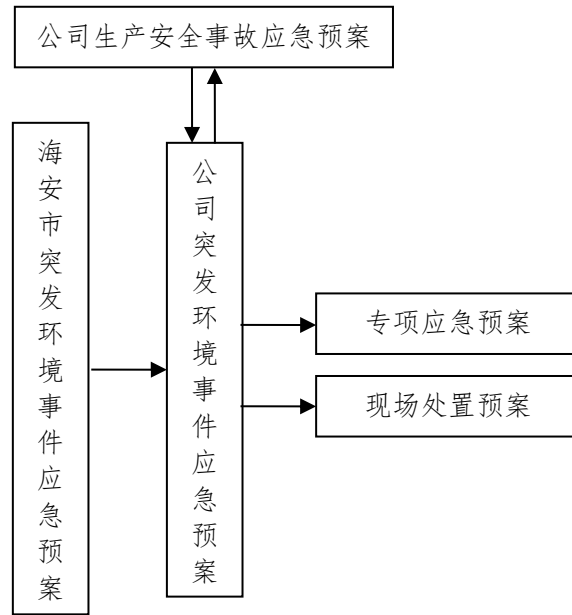 公司生产安全事故应急预案
海安市突发环境事件应急预案
公司突发环境事件应急预案
专项应急预案
现场处置预案